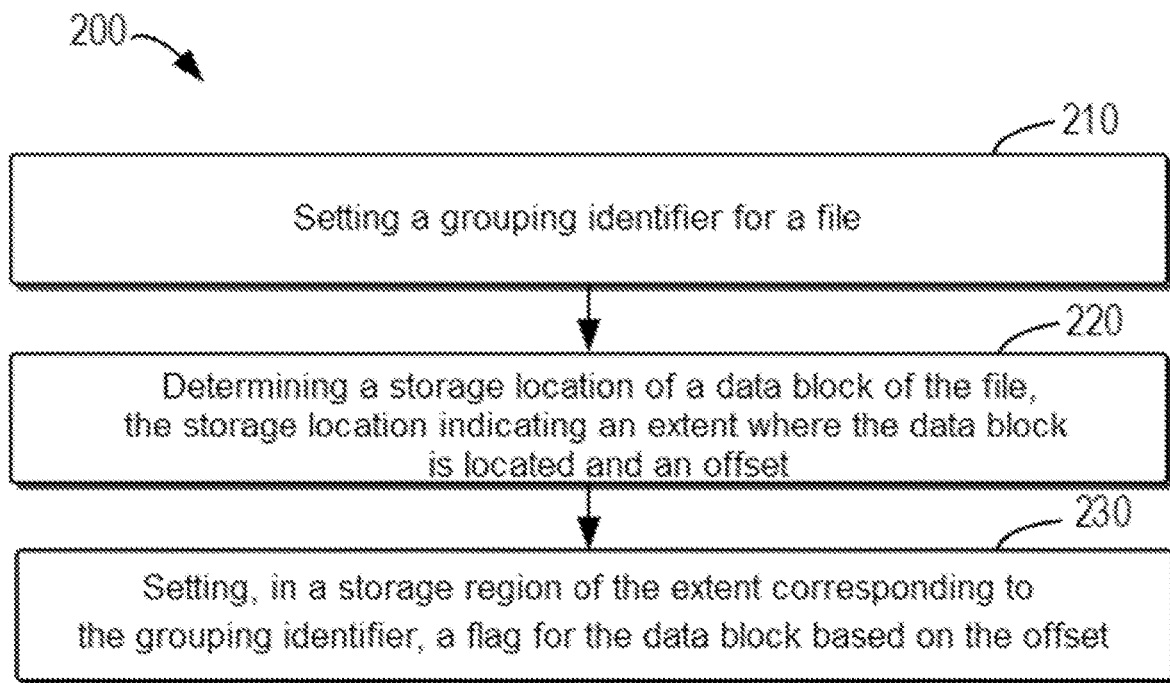 200
210
Setting a grouping identifier for a file
220
Determining a storage location of a data block of the file,
the storage location indicating an extent where the data block
is located and an offset
230
Setting, in a storage region of the extent corresponding to
the grouping identifier, a flag for the data block based on the offset